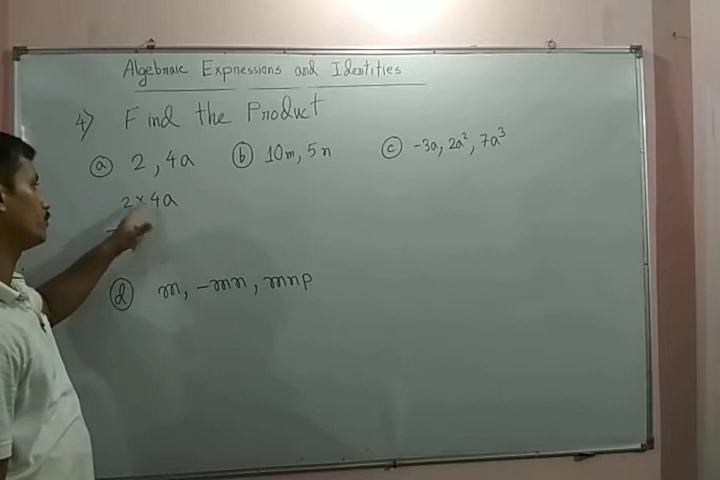 Algebraic Expressions and Identities
4) Find the Product
(a) 2, 4a (b) 10m, 5n (c) -3a, 2a², 7a³
2×4a
(d) m, -mn, mnp